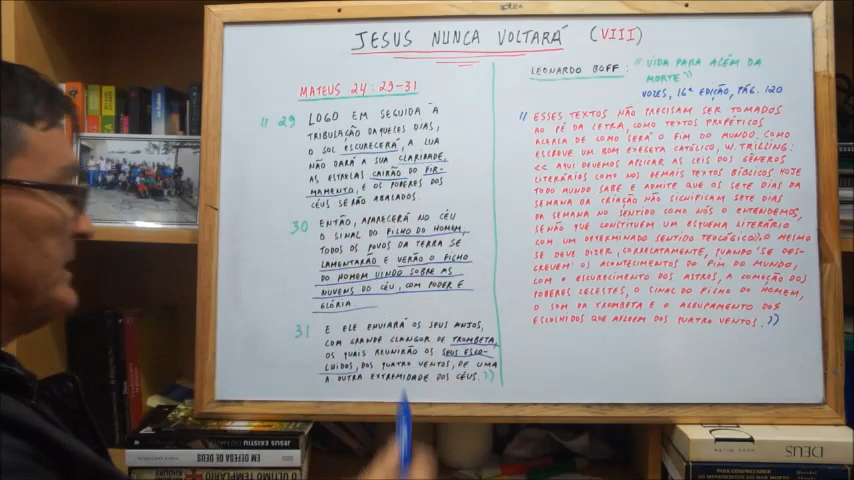 JESUS NUNCA VOLTARÁ (VIII)
MATEUS 24:29-31
"29 LOGO EM SEGUIDA À
TRIBULAÇÃO DAQUELES DIAS,
O SOL ESCURECERÁ, A LUA
NÃO DARÁ A SUA CLARIDADE,
AS ESTRELAS CAIRÃO DO FIR-
MAMENTO, E OS PODERES DOS
CÉUS SERÃO ABALADOS.
30 ENTÃO, APARECERÁ NO CÉU
O SINAL DO FILHO DO HOMEM,
TODOS OS POVOS DA TERRA SE
LAMENTARÃO E VERÃO O FILHO
DO HOMEM VINDO SOBRE AS
NUVENS DO CÉU, COM PODER E
GLÓRIA
31 E ELE ENVIARÁ OS SEUS ANJOS,
COM GRANDE CLANGOR DE TROMBETA,
OS QUAIS REUNIRÃO OS SEUS ESCO-
LHIDOS, DOS QUATRO VENTOS, DE UMA
A OUTRA EXTREMIDADE DOS CÉUS."
LEONARDO BOFF: "VIDA PARA ALÉM DA
MORTE"
VOZES, 16ª EDIÇÃO, PÁG. 120
"ESSES TEXTOS NÃO PRECISAM SER TOMADOS
AO PÉ DA LETRA, COMO TEXTOS PROFÉTICOS
ACERCA DE COMO SERÁ O FIM DO MUNDO. COMO
ESCREVE UM BOM EXEGETA CATÓLICO, W. TRILLING:
<< AQUI DEVEMOS APLICAR AS LEIS DOS GÊNEROS
LITERÁRIOS COMO NOS DEMAIS TEXTOS BÍBLICOS HOJE
TODO MUNDO SABE E ADMITE QUE OS SETE DIAS DA
SEMANA DA CRIAÇÃO NÃO SIGNIFICAM SETE DIAS
DA SEMANA NO SENTIDO COMO NÓS O ENTENDEMOS,
SENÃO QUE CONSTITUEM UM ESQUEMA LITERÁRIO
COM UM DETERMINADO SENTIDO TEOLÓGICO>>, O MESMO
SE DEVE DIZER, CORRETAMENTE, QUANDO SE DES-
CREVEM OS ACONTECIMENTOS DO FIM DO MUNDO,
COM O ESCURECIMENTO DOS ASTROS, A COMOÇÃO DOS
PODERES CELESTES, O SINAL DO FILHO DO HOMEM,
O SOM DA TROMBETA E O AGRUPAMENTO DOS
ESCOLHIDOS QUE AFLUEM DOS QUATRO VENTOS."
JESUS EXISTIU
EM DEFESA DE DEUS
O ÚLTIMO TEMPLÁRIO
KHOURY
DEUS
PARA COMPREENDER